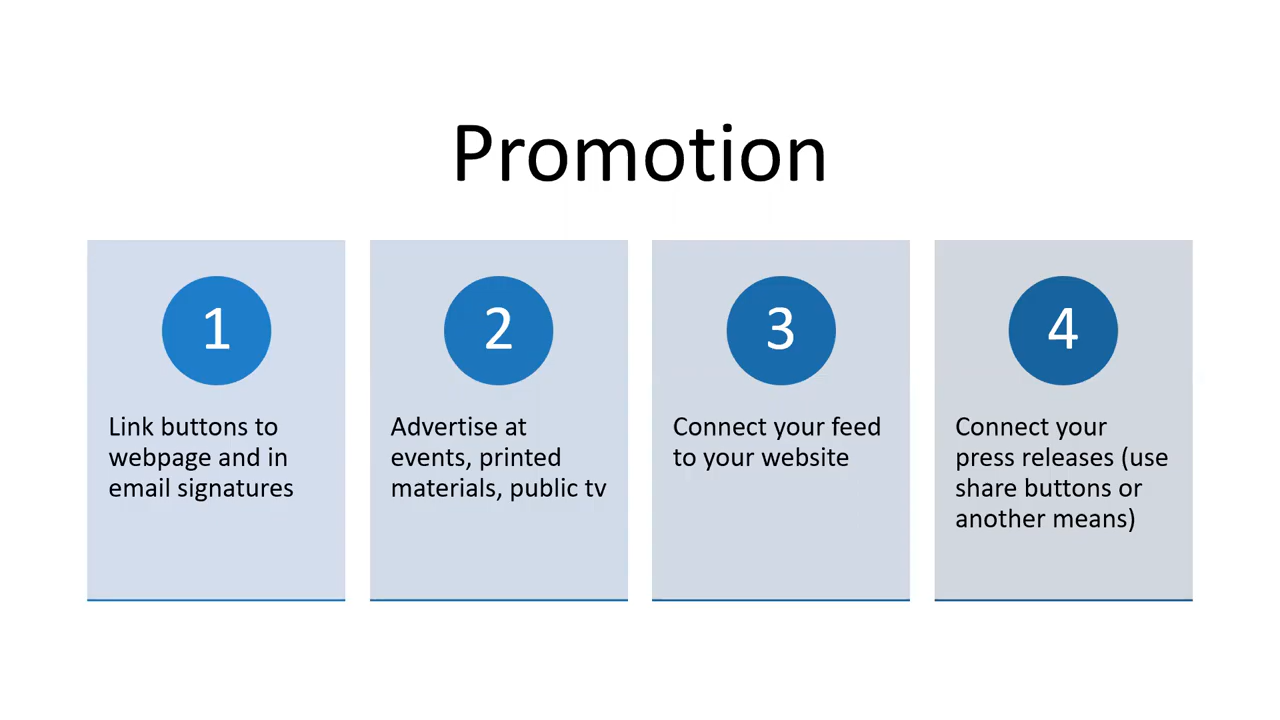 Promotion
1
Link buttons to
webpage and in
email signatures
2
Advertise at
events, printed
materials, public tv
3
Connect your feed
to your website
4
Connect your
press releases (use
share buttons or
another means)